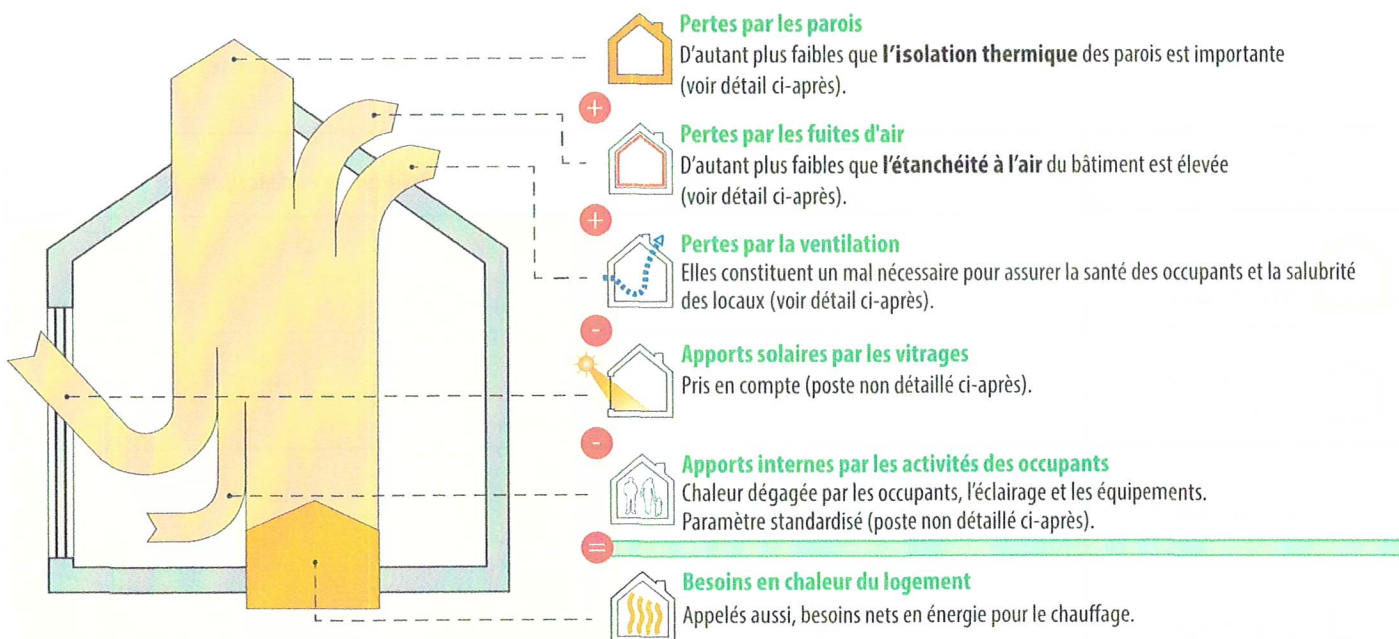 Pertes par les parois
D'autant plus faibles que l'isolation thermique des parois est importante
(voir détail ci-après).
+
Pertes par les fuites d'air
D'autant plus faibles que l'étanchéité à l'air du bâtiment est élevée
(voir détail ci-après).
+
Pertes par la ventilation
Elles constituent un mal nécessaire pour assurer la santé des occupants et la salubrité
des locaux (voir détail ci-après).
-
Apports solaires par les vitrages
Pris en compte (poste non détaillé ci-après).
-
Apports internes par les activités des occupants
Chaleur dégagée par les occupants, l'éclairage et les équipements.
Paramètre standardisé (poste non détaillé ci-après).
=
Besoins en chaleur du logement
Appelés aussi, besoins nets en énergie pour le chauffage.